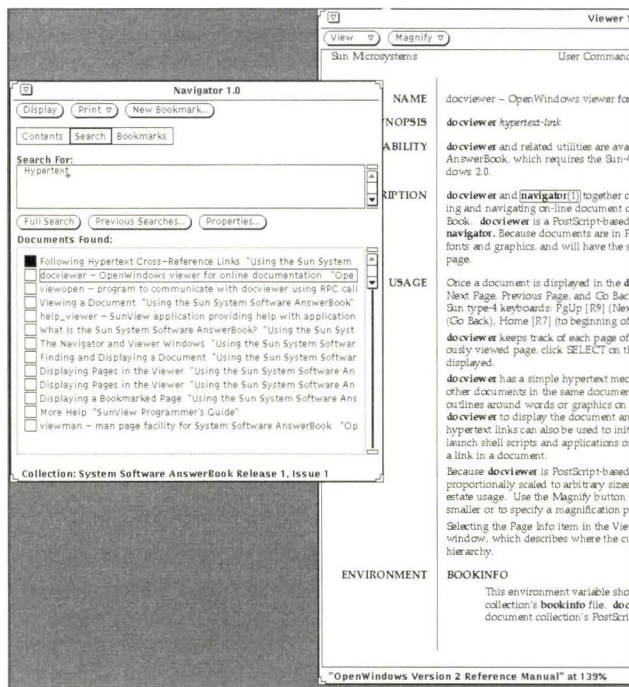 Viewer 1
View
Magnify
Sun Microsystems
User Command
NAME
docviewer – OpenWindows viewer for
NOPSIS
docviewer hypertext-link
ABILITY
docviewer and related utilities are ava
AnswerBook, which requires the Sun-
dows 2.0.
RIPTION
docviewer and navigator(1) together c
ing and navigating on-line document c
Book. docviewer is a PostScript-based
navigator. Because documents are in P
fonts and graphics, and will have the s
page.
USAGE
Once a document is displayed in the d
Next Page, Previous Page, and Go Bac
Sun type-4 keyboards: PgUp [R9] (Nex
(Go Back), Home [R7] (to beginning of
docviewer keeps track of each page of
ously viewed page, click SELECT on th
displayed.
docviewer has a simple hypertext mec
other documents in the same documen
outlines around words or graphics on
docviewer to display the document an
hypertext links can also be used to init
launch shell scripts and applications o
a link in a document.
Because docviewer is PostScript-based
proportionally scaled to arbitrary sizes
estate usage. Use the Magnify button
smaller or to specify a magnification p
Selecting the Page Info item in the Vie
window, which describes where the cu
hierarchy.
ENVIRONMENT
BOOKINFO
This environment variable sho
collection's bookinfo file. doc
document collection's PostScri
"OpenWindows Version 2 Reference Manual" at 139%
Navigator 1.0
Display
Print
New Bookmark...
Contents
Search
Bookmarks
Search For:
Hypertext
Full Search
Previous Searches...
Properties...
Documents Found:
Following Hypertext Cross-Reference Links "Using the Sun System
docviewer – OpenWindows viewer for online documentation "Ope
viewopen – program to communicate with docviewer using RPC call
Viewing a Document "Using the Sun System Software AnswerBook"
help_viewer – SunView application providing help with application
What Is the Sun System Software AnswerBook? "Using the Sun Syst
The Navigator and Viewer Windows "Using the Sun System Softwar
Finding and Displaying a Document "Using the Sun System Softwar
Displaying Pages in the Viewer "Using the Sun System Software An
Displaying Pages in the Viewer "Using the Sun System Software An
Displaying a Bookmarked Page "Using the Sun System Software Ans
More Help "SunView Programmer's Guide"
viewman – man page facility for System Software AnswerBook "Op
Collection: System Software AnswerBook Release 1, Issue 1